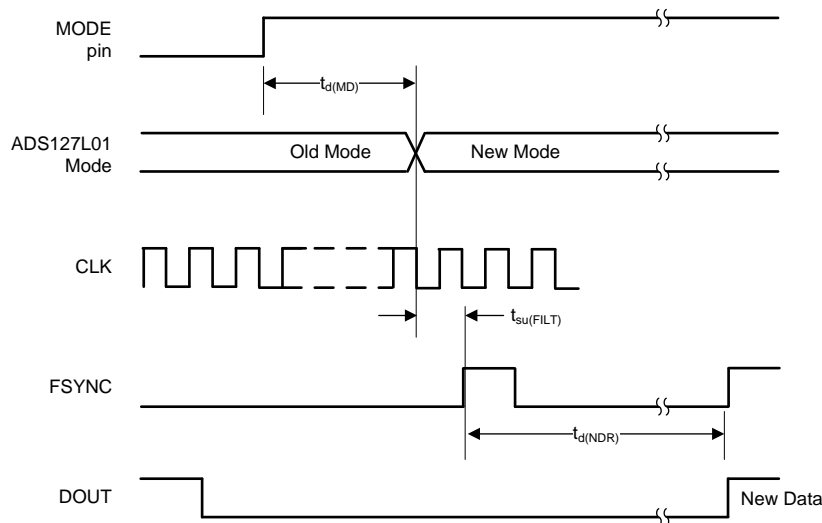 MODE
pin
t_d(MD)
ADS127L01
Mode
Old Mode
New Mode
CLK
t_su(FILT)
FSYNC
t_d(NDR)
DOUT
New Data